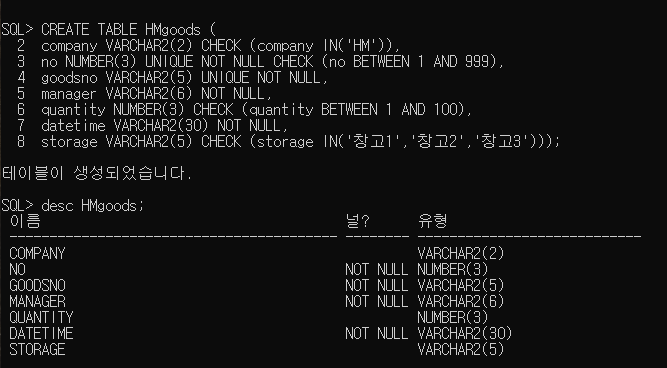 SQL> CREATE TABLE HMgoods (
  2  company VARCHAR2(2) CHECK (company IN('HM')),
  3  no NUMBER(3) UNIQUE NOT NULL CHECK (no BETWEEN 1 AND 999),
  4  goodsno VARCHAR2(5) UNIQUE NOT NULL,
  5  manager VARCHAR2(6) NOT NULL,
  6  quantity NUMBER(3) CHECK (quantity BETWEEN 1 AND 100),
  7  datetime VARCHAR2(30) NOT NULL,
  8  storage VARCHAR2(5) CHECK (storage IN('창고1','창고2','창고3')));
테이블이 생성되었습니다.
SQL> desc HMgoods;
이름 널? 유형
----------------------------------------- -------- ----------------------------
COMPANY VARCHAR2(2)
NO NOT NULL NUMBER(3)
GOODSNO NOT NULL VARCHAR2(5)
MANAGER NOT NULL VARCHAR2(6)
QUANTITY NUMBER(3)
DATETIME NOT NULL VARCHAR2(30)
STORAGE VARCHAR2(5)